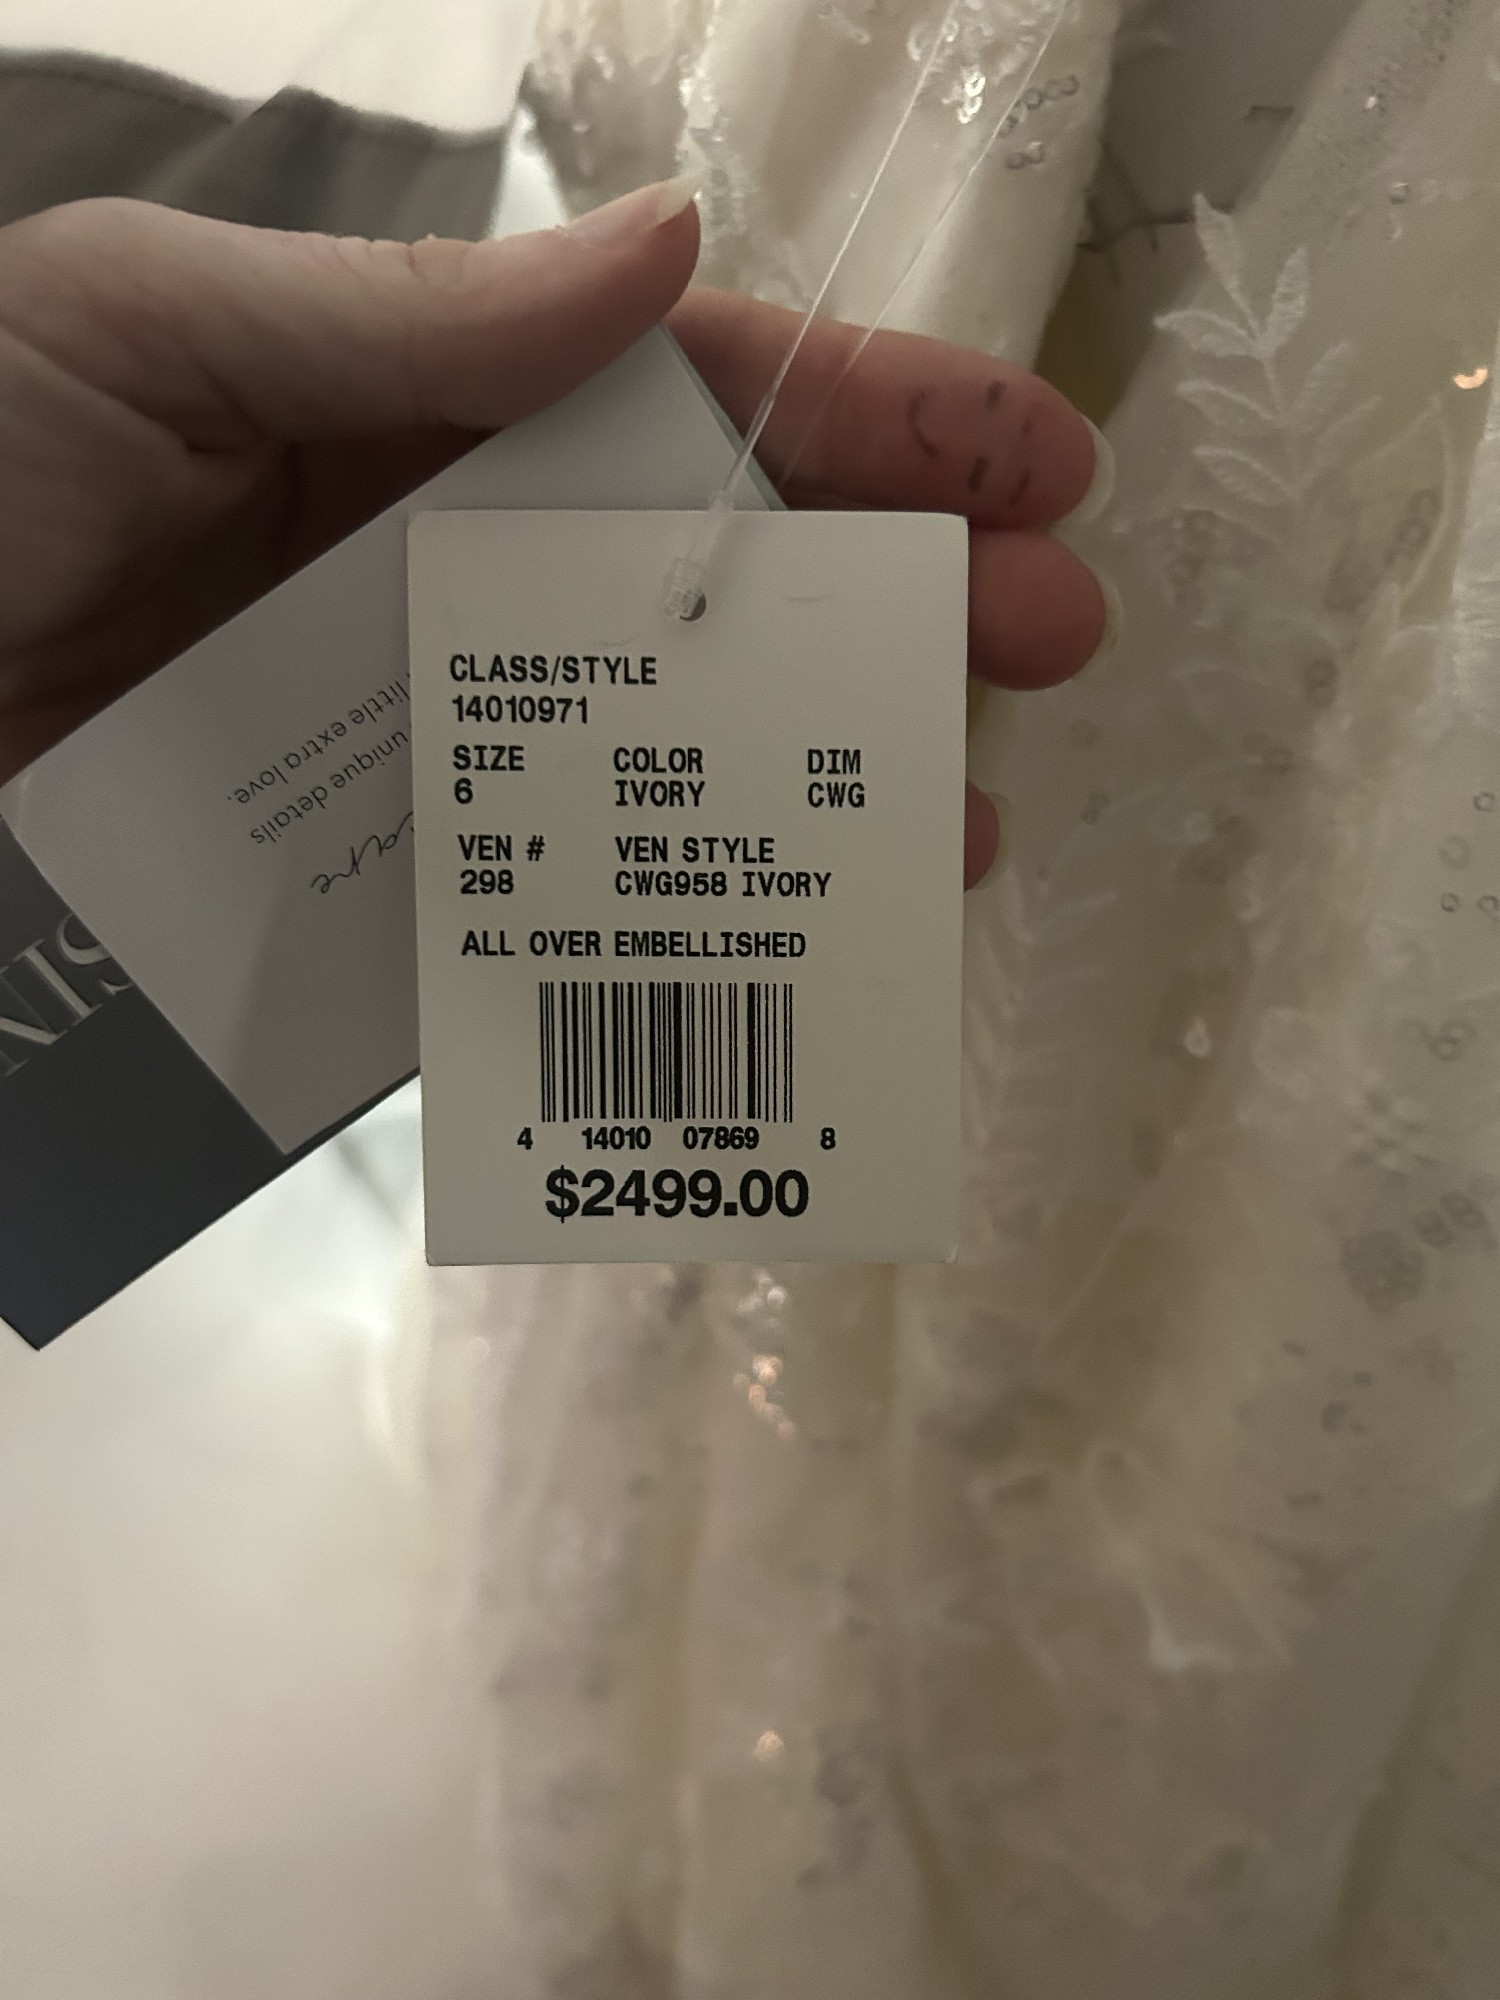 CLASS/STYLE
14010971
SIZE COLOR DIM
6 IVORY CWG
VEN # VEN STYLE
298 CWG958 IVORY
ALL OVER EMBELLISHED
4 14010 07869 8
$2499.00
unique details
little extra love.